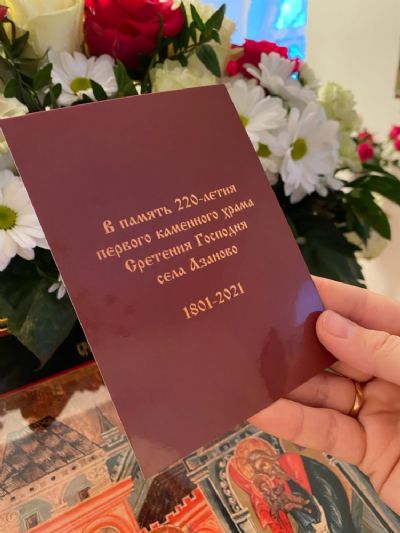 В память 220-летия
первого каменного храма
Сретения Господня
села Азаново
1801-2021